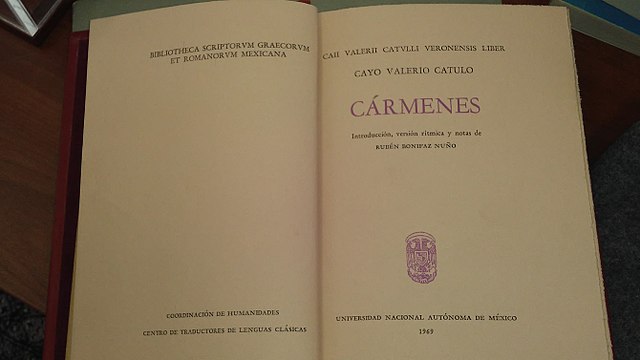 BIBLIOTHECA SCRIPTORVM GRAECORVM
ET ROMANORVM MEXICANA
COORDINACIÓN DE HUMANIDADES
CENTRO DE TRADUCTORES DE LENGUAS CLÁSICAS
CAII VALERII CATVLLI VERONENSIS LIBER
CAYO VALERIO CATULO
CÁRMENES
Introducción, versión rítmica y notas de
RUBÉN BONIFAZ NUÑO
UNIVERSIDAD NACIONAL AUTÓNOMA DE MÉXICO
1969